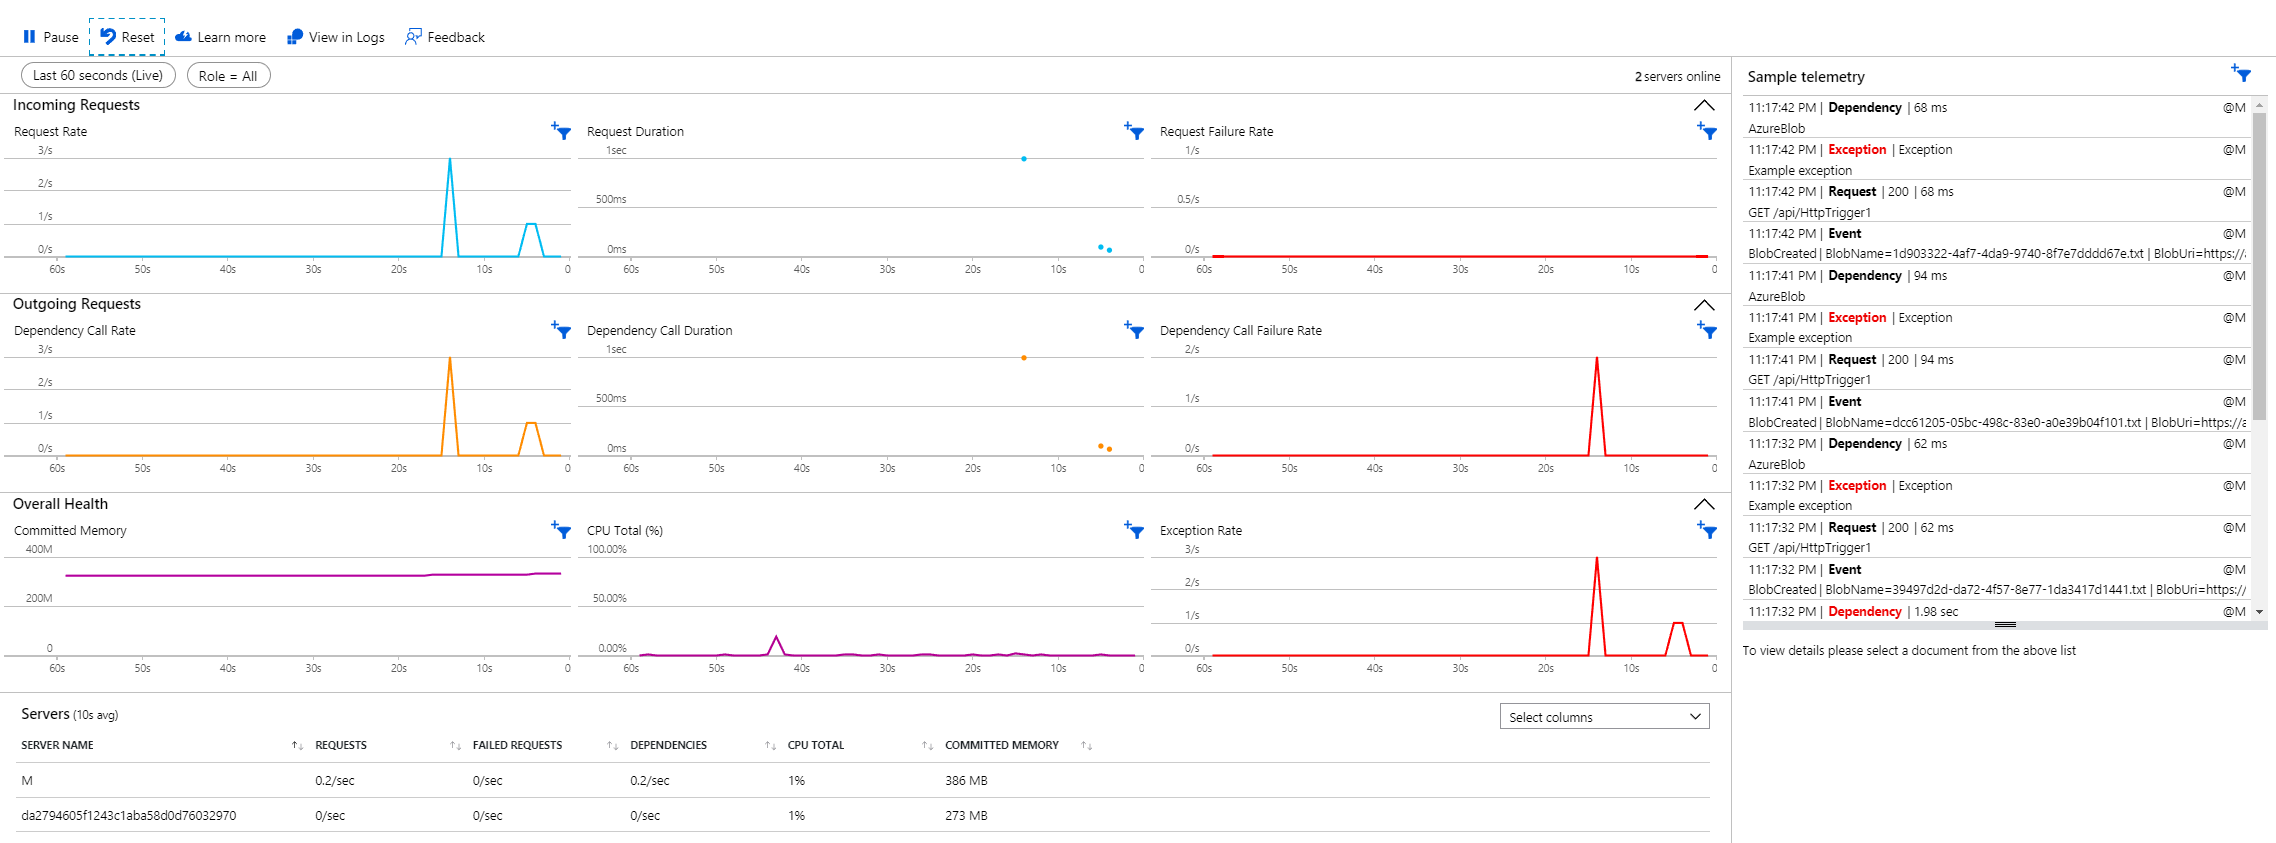 Pause Reset Learn more View in Logs Feedback
Last 60 seconds (Live) Role = All 2 servers online
Incoming Requests
Request Rate
3/s
2/s
1/s
0/s
60s 50s 40s 30s 20s 10s 0
Request Duration
1sec
500ms
0ms
60s 50s 40s 30s 20s 10s 0
Request Failure Rate
1/s
0.5/s
0/s
60s 50s 40s 30s 20s 10s 0
Outgoing Requests
Dependency Call Rate
3/s
2/s
1/s
0/s
60s 50s 40s 30s 20s 10s 0
Dependency Call Duration
1sec
500ms
0ms
60s 50s 40s 30s 20s 10s 0
Dependency Call Failure Rate
2/s
1/s
0/s
60s 50s 40s 30s 20s 10s 0
Overall Health
Committed Memory
400M
200M
0
60s 50s 40s 30s 20s 10s 0
CPU Total (%)
100.00%
50.00%
0.00%
60s 50s 40s 30s 20s 10s 0
Exception Rate
3/s
2/s
1/s
0/s
60s 50s 40s 30s 20s 10s 0
Servers (10s avg)
Select columns
SERVER NAME REQUESTS FAILED REQUESTS DEPENDENCIES CPU TOTAL COMMITTED MEMORY
M 0.2/sec 0/sec 0.2/sec 1% 386 MB
da2794605f1243c1aba58d0d76032970 0/sec 0/sec 0/sec 1% 273 MB
Sample telemetry
11:17:42 PM | Dependency | 68 ms @M
AzureBlob
11:17:42 PM | Exception | Exception @M
Example exception
11:17:42 PM | Request | 200 | 68 ms @M
GET /api/HttpTrigger1
11:17:42 PM | Event @M
BlobCreated | BlobName=1d903322-4af7-4da9-9740-8f7e7dddd67e.txt | BlobUri=https://
11:17:41 PM | Dependency | 94 ms @M
AzureBlob
11:17:41 PM | Exception | Exception @M
Example exception
11:17:41 PM | Request | 200 | 94 ms @M
GET /api/HttpTrigger1
11:17:41 PM | Event @M
BlobCreated | BlobName=dcc61205-05bc-498c-83e0-a0e39b04f101.txt | BlobUri=https://a
11:17:32 PM | Dependency | 62 ms @M
AzureBlob
11:17:32 PM | Exception | Exception @M
Example exception
11:17:32 PM | Request | 200 | 62 ms @M
GET /api/HttpTrigger1
11:17:32 PM | Event @M
BlobCreated | BlobName=39497d2d-da72-4f57-8e77-1da3417d1441.txt | BlobUri=https://
11:17:32 PM | Dependency | 1.98 sec @M
To view details please select a document from the above list